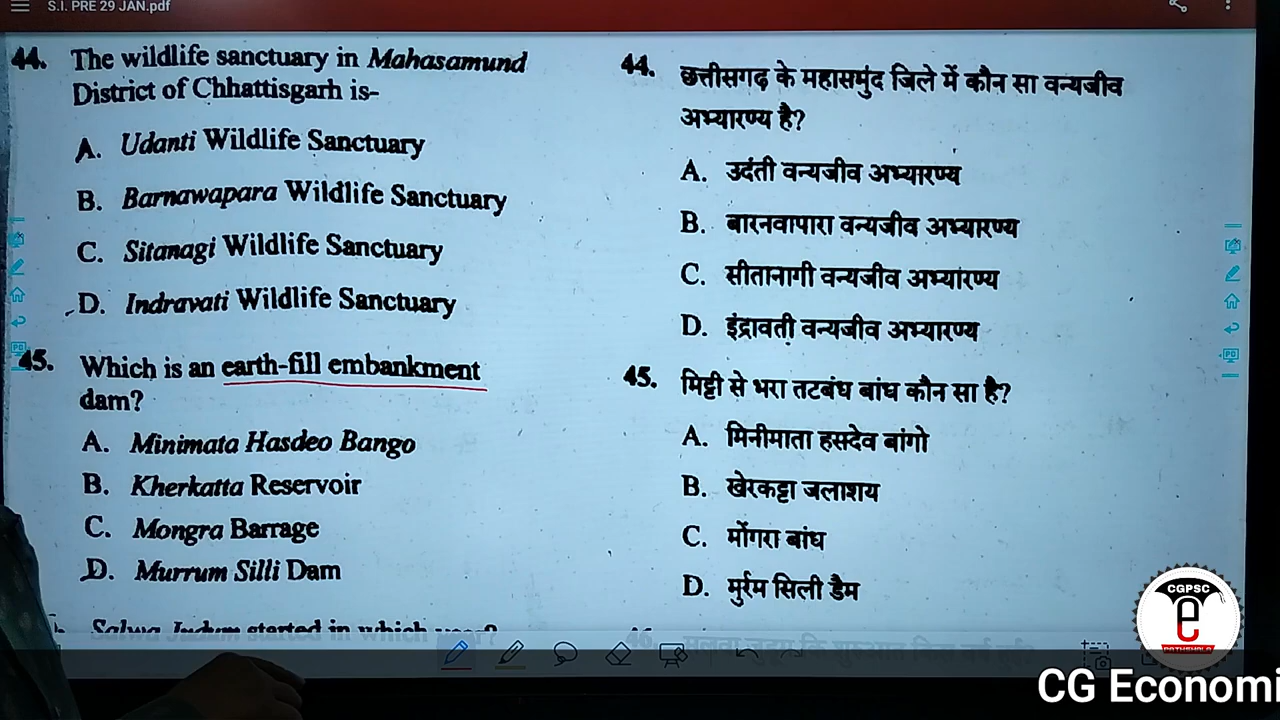 S.I. PRE 29 JAN.pdf
44. The wildlife sanctuary in Mahasamund
District of Chhattisgarh is-
A. Udanti Wildlife Sanctuary
B. Barnawapara Wildlife Sanctuary
C. Sitanagi Wildlife Sanctuary
D. Indravati Wildlife Sanctuary
45. Which is an earth-fill embankment
dam?
A. Minimata Hasdeo Bango
B. Kherkatta Reservoir
C. Mongra Barrage
D. Murrum Silli Dam
Salwa Judum started in which year?
44. छत्तीसगढ़ के महासमुंद जिले में कौन सा वन्यजीव
अभ्यारण्य है?
A. उदंती वन्यजीव अभ्यारण्य
B. बारनवापारा वन्यजीव अभ्यारण्य
C. सीतानागी वन्यजीव अभ्यारण्य
D. इंद्रावती वन्यजीव अभ्यारण्य
45. मिट्टी से भरा तटबंध बांध कौन सा है?
A. मिनीमाता हसदेव बांगो
B. खेरकट्टा जलाशय
C. मोंगरा बांध
D. मुर्रम सिली डैम
46.
CGPSC
e
PATHSHALA
CG Economi